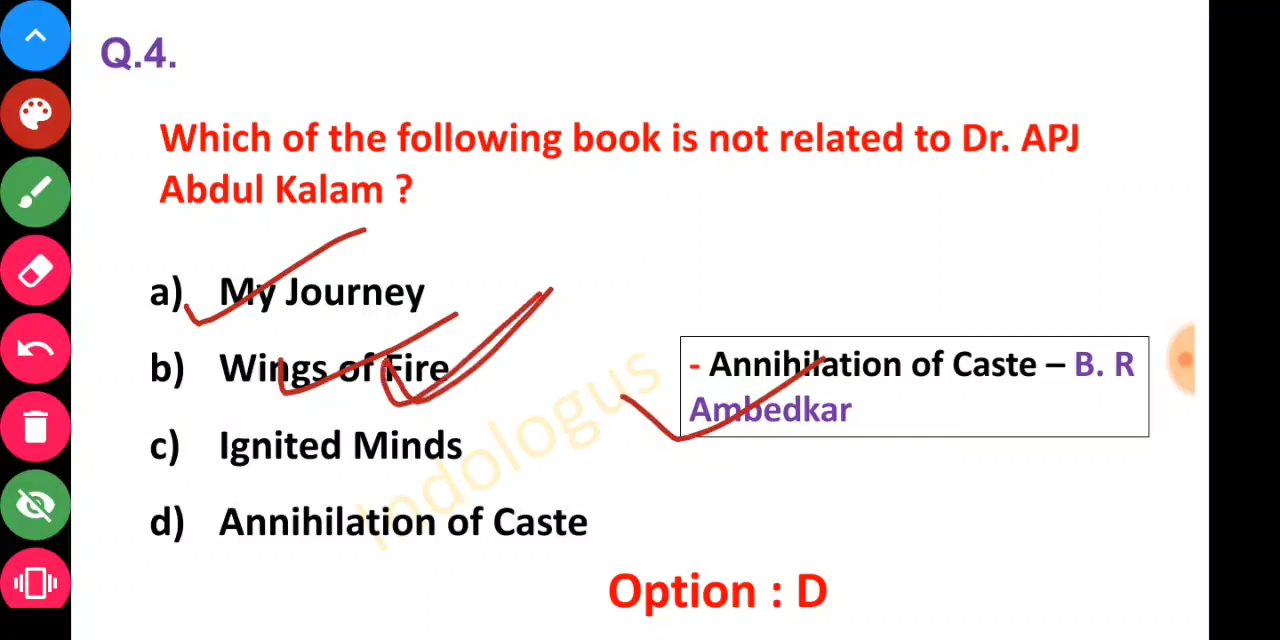 Q.4.
Which of the following book is not related to Dr. APJ
Abdul Kalam ?
a) My Journey
b) Wings of Fire
c) Ignited Minds
d) Annihilation of Caste
- Annihilation of Caste – B. R
Ambedkar
Indologus
Option : D